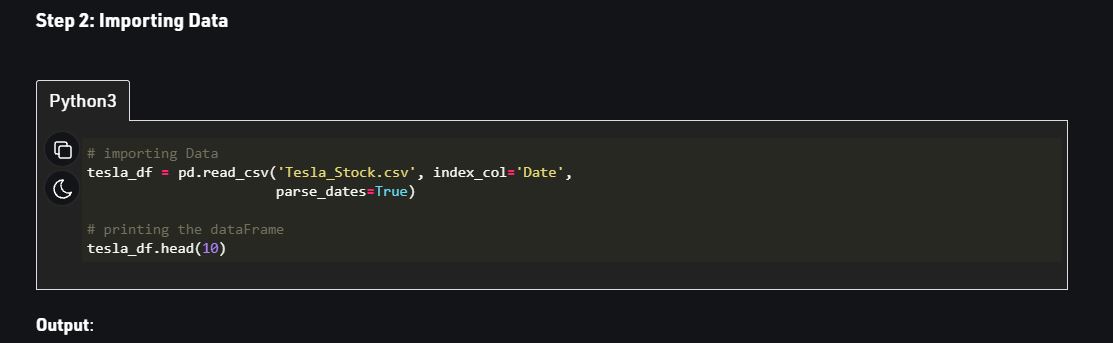 Step 2: Importing Data
Python3
# importing Data
tesla_df = pd.read_csv('Tesla_Stock.csv', index_col='Date',
                       parse_dates=True)
# printing the dataFrame
tesla_df.head(10)
Output: